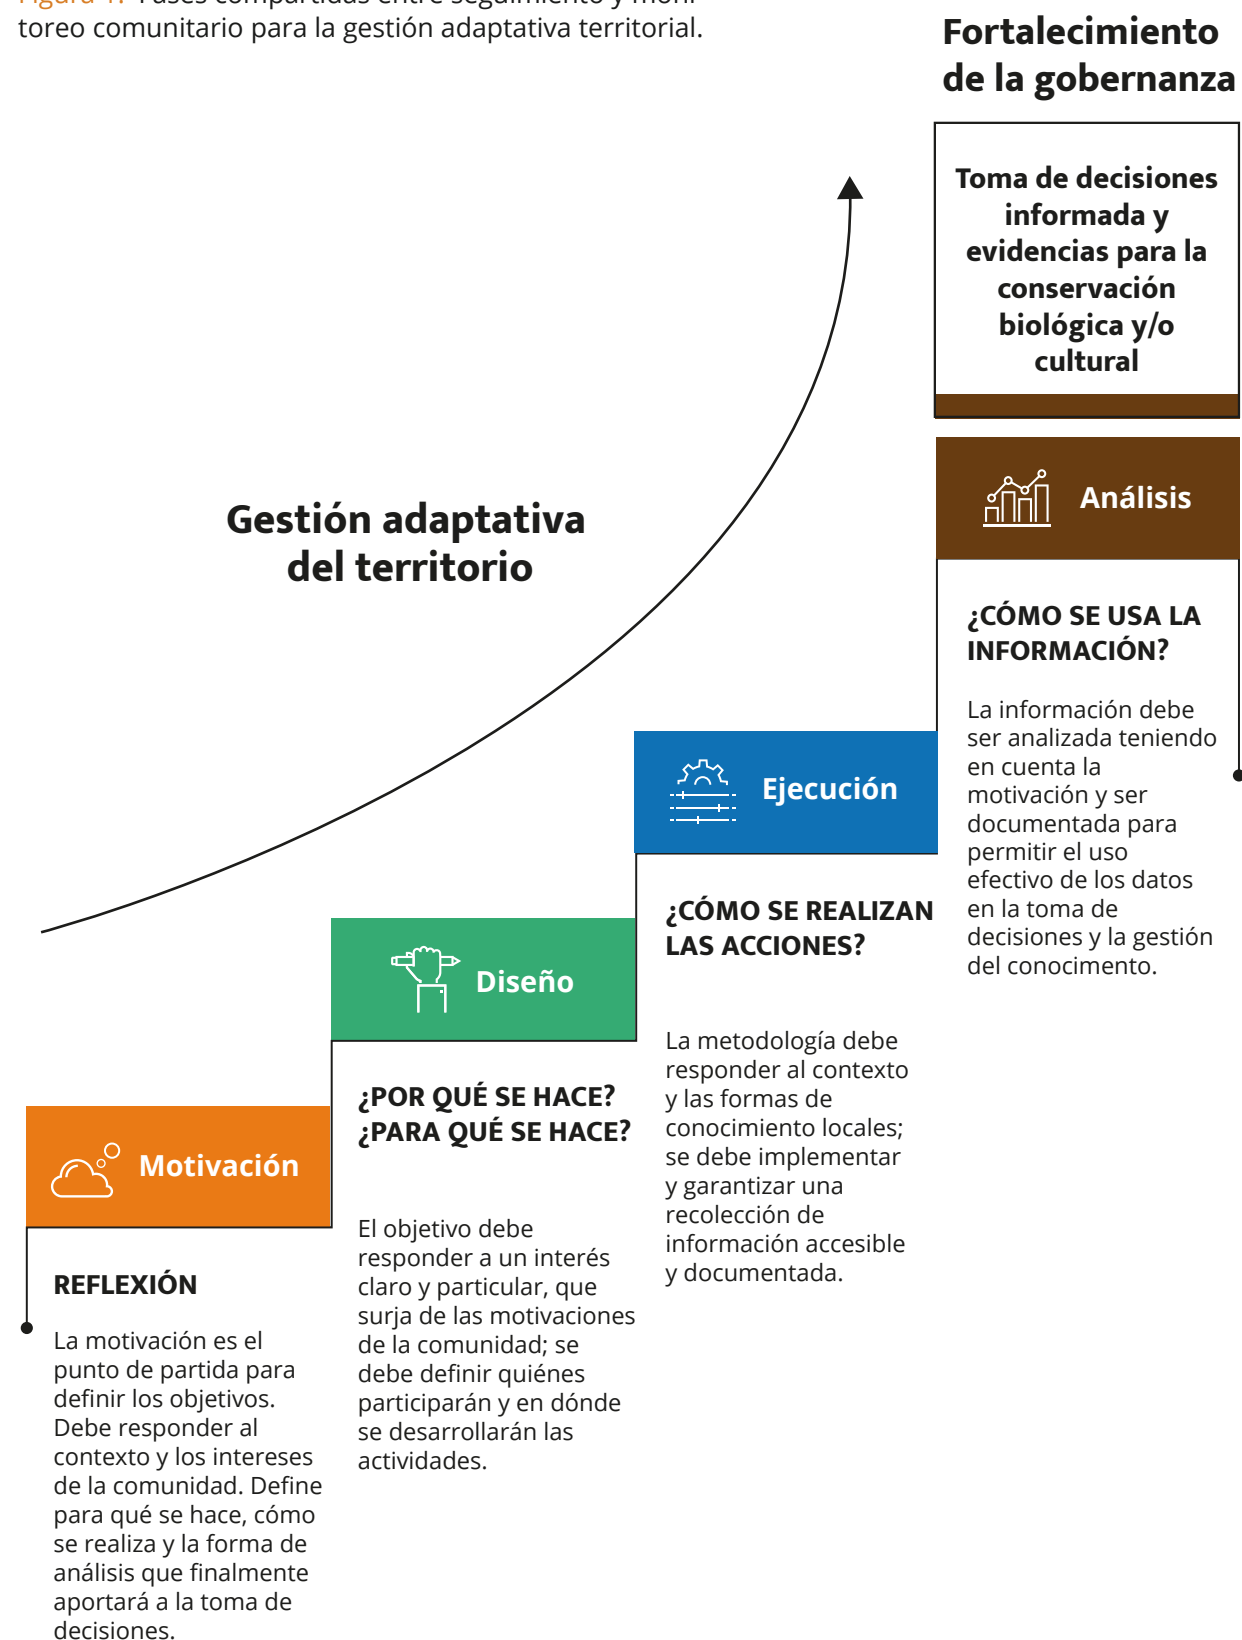 Figura 1. Fases compartidas entre seguimiento y moni-
toreo comunitario para la gestión adaptativa territorial.
Fortalecimiento
de la gobernanza
Toma de decisiones
informada y
evidencias para la
conservación
biológica y/o
cultural
Gestión adaptativa
del territorio
Análisis
¿CÓMO SE USA LA
INFORMACIÓN?
La información debe
ser analizada teniendo
en cuenta la
motivación y ser
documentada para
permitir el uso
efectivo de los datos
en la toma de
decisiones y la gestión
del conocimento.
Ejecución
¿CÓMO SE REALIZAN
LAS ACCIONES?
La metodología debe
responder al contexto
y las formas de
conocimiento locales;
se debe implementar
y garantizar una
recolección de
información accesible
y documentada.
Diseño
¿POR QUÉ SE HACE?
¿PARA QUÉ SE HACE?
El objetivo debe
responder a un interés
claro y particular, que
surja de las motivaciones
de la comunidad; se
debe definir quiénes
participarán y en dónde
se desarrollarán las
actividades.
Motivación
REFLEXIÓN
La motivación es el
punto de partida para
definir los objetivos.
Debe responder al
contexto y los intereses
de la comunidad. Define
para qué se hace, cómo
se realiza y la forma de
análisis que finalmente
aportará a la toma de
decisiones.